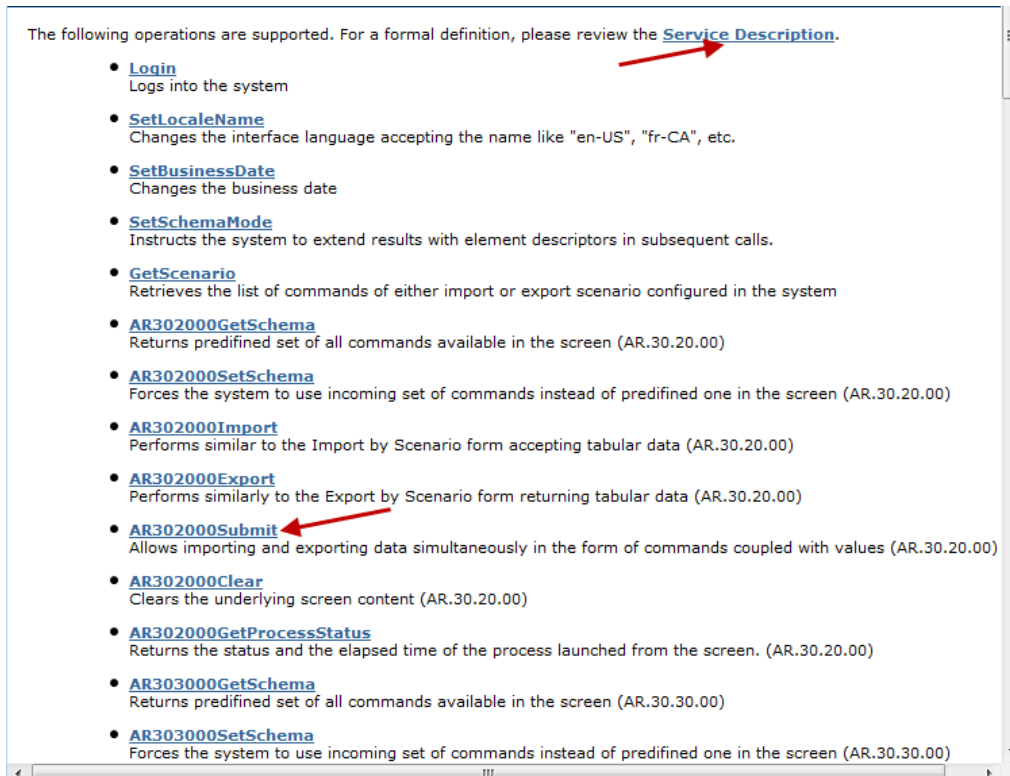 The following operations are supported. For a formal definition, please review the Service Description.
Login
Logs into the system
SetLocaleName
Changes the interface language accepting the name like "en-US", "fr-CA", etc.
SetBusinessDate
Changes the business date
SetSchemaMode
Instructs the system to extend results with element descriptors in subsequent calls.
GetScenario
Retrieves the list of commands of either import or export scenario configured in the system
AR302000GetSchema
Returns predifined set of all commands available in the screen (AR.30.20.00)
AR302000SetSchema
Forces the system to use incoming set of commands instead of predifined one in the screen (AR.30.20.00)
AR302000Import
Performs similar to the Import by Scenario form accepting tabular data (AR.30.20.00)
AR302000Export
Performs similarly to the Export by Scenario form returning tabular data (AR.30.20.00)
AR302000Submit
Allows importing and exporting data simultaneously in the form of commands coupled with values (AR.30.20.00)
AR302000Clear
Clears the underlying screen content (AR.30.20.00)
AR302000GetProcessStatus
Returns the status and the elapsed time of the process launched from the screen. (AR.30.20.00)
AR303000GetSchema
Returns predifined set of all commands available in the screen (AR.30.30.00)
AR303000SetSchema
Forces the system to use incoming set of commands instead of predifined one in the screen (AR.30.30.00)